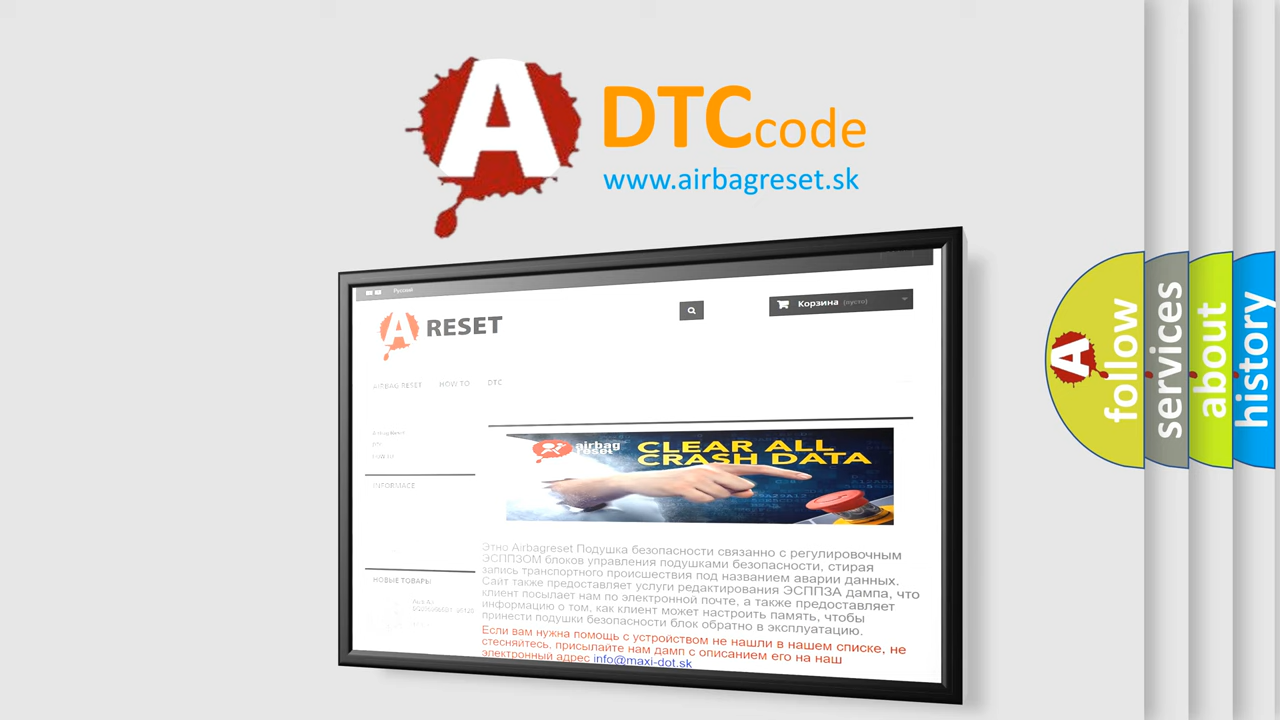 A DTCcode
www.airbagreset.sk
Русский
A RESET
Корзина (пусто)
AIRBAG RESET HOW TO DTC
INFORMACE
airbag
reset
CLEAR ALL
CRASH DATA
Этно Airbagreset Подушка безопасности связанно с регулировочным
ЭСППЗОМ блоков управления подушками безопасности, стирая
запись транспортного происшествия под названием аварии данных.
Сайт также предоставляет услуги редактирования ЭСППЗА дампа, что
клиент посылает нам по электронной почте, а также предоставляет
информацию о том, как клиент может настроить память, чтобы
принести подушки безопасности блок обратно в эксплуатацию.
Если вам нужна помощь с устройством не нашли в нашем списке, не
стесняйтесь, присылайте нам дамп с описанием его на наш
электронный адрес info@maxi-dot.sk
НОВЫЕ ТОВАРЫ
A follow
services
about
history